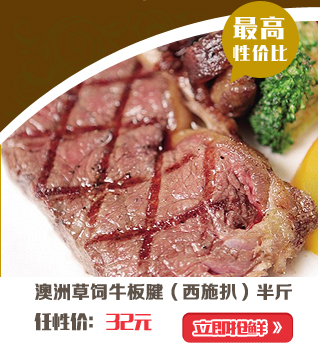 最高
性价比
澳洲草饲牛板腱（西施扒）半斤
任性价：32元
立即抢鲜》